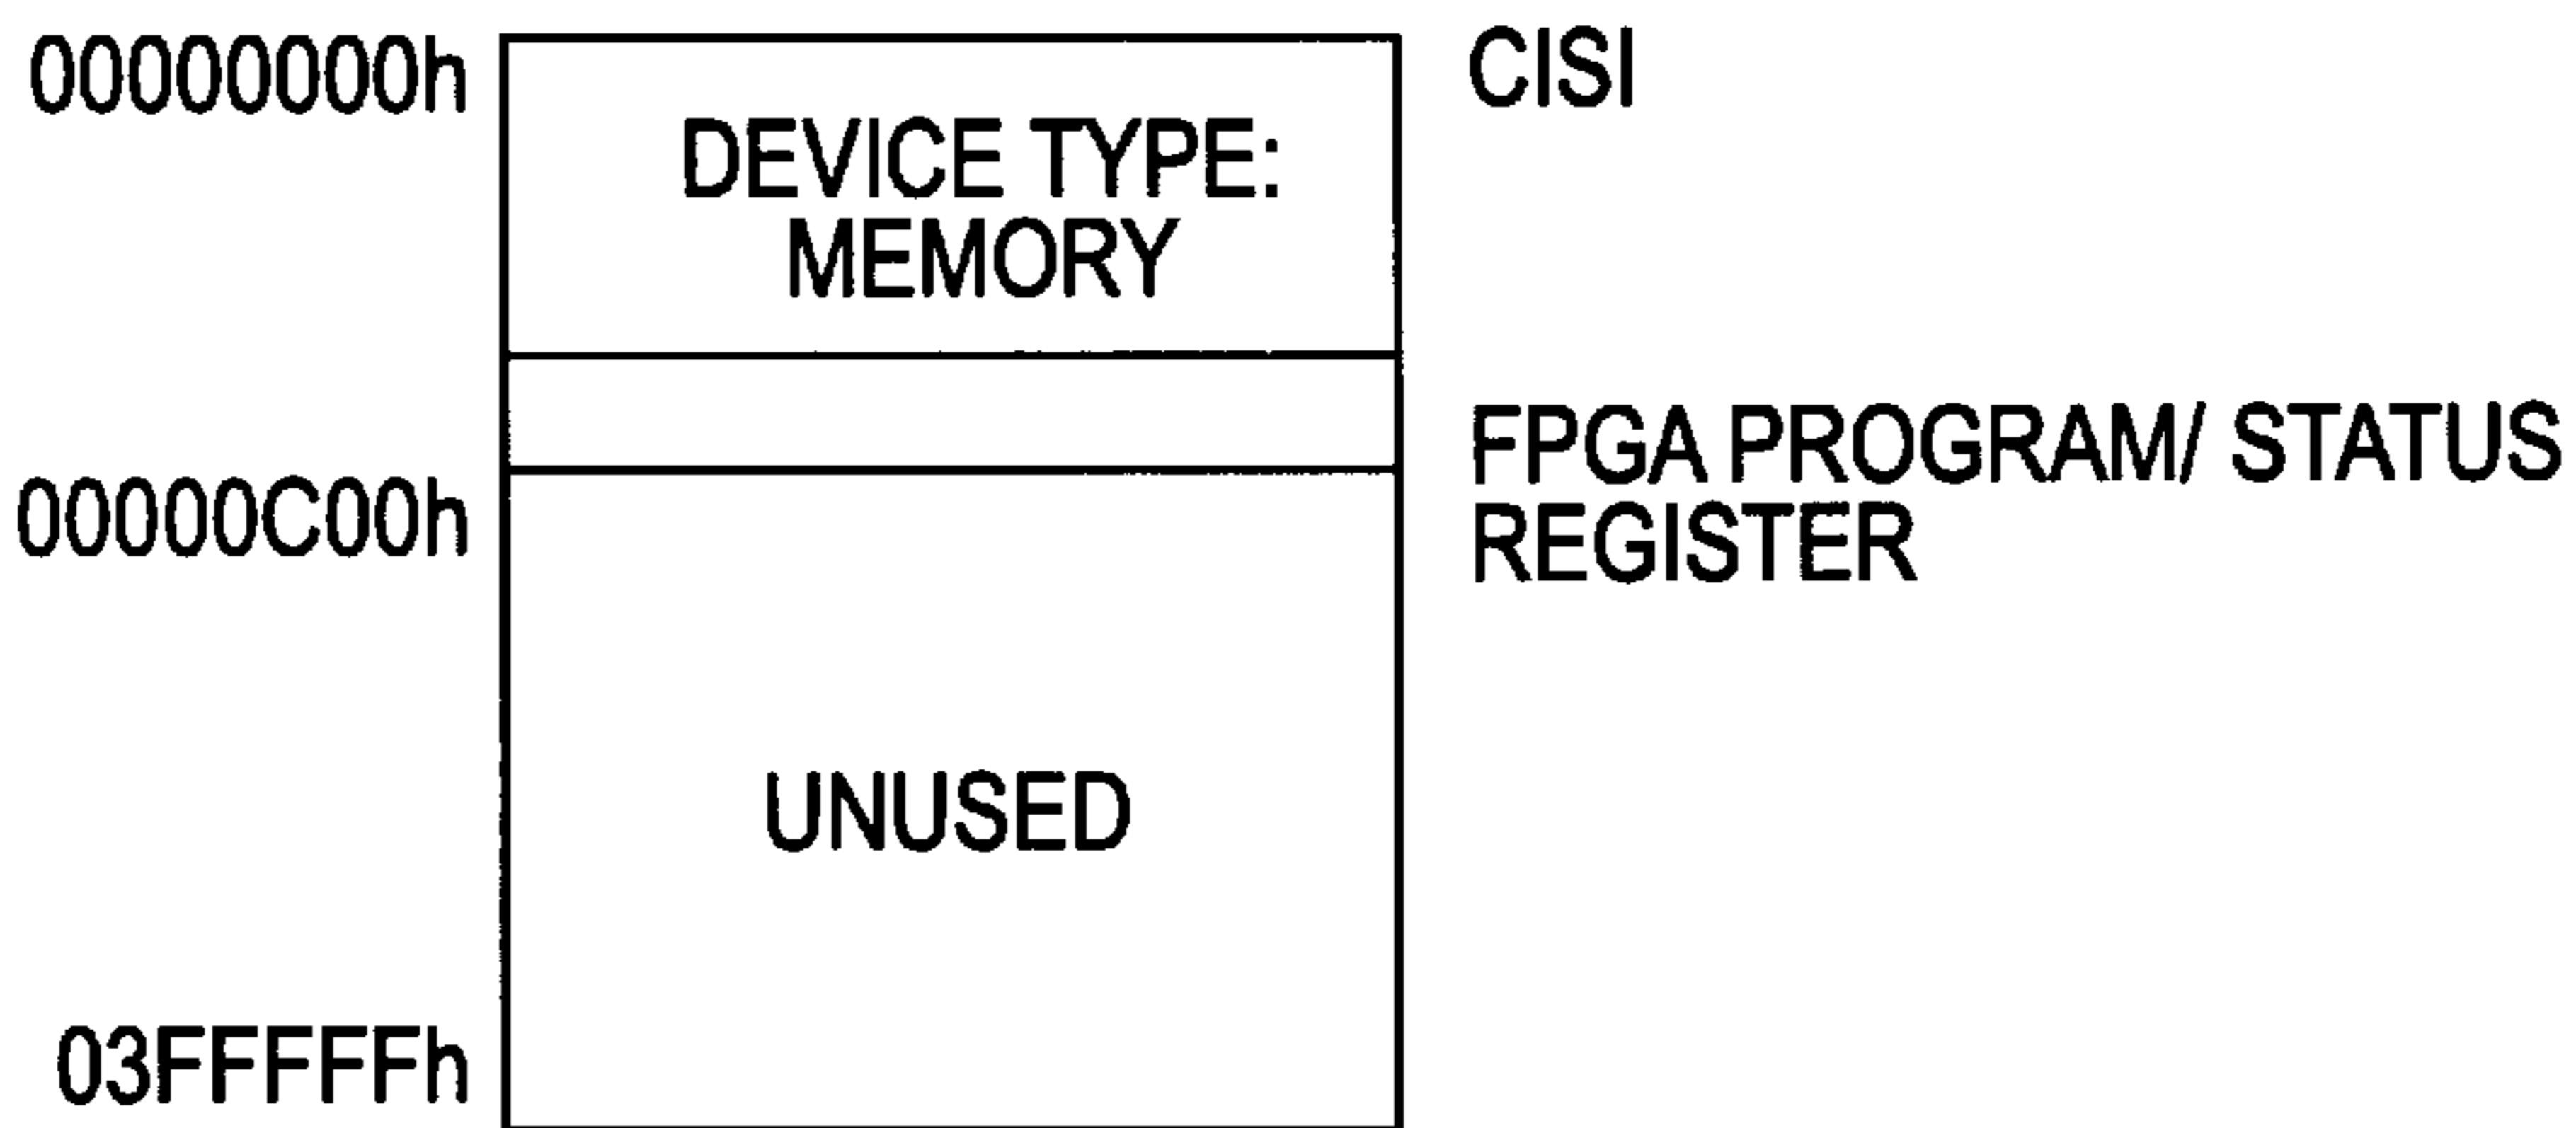 00000000h
CISI
DEVICE TYPE:
MEMORY
FPGA PROGRAM/ STATUS
REGISTER
00000C00h
UNUSED
03FFFFFh